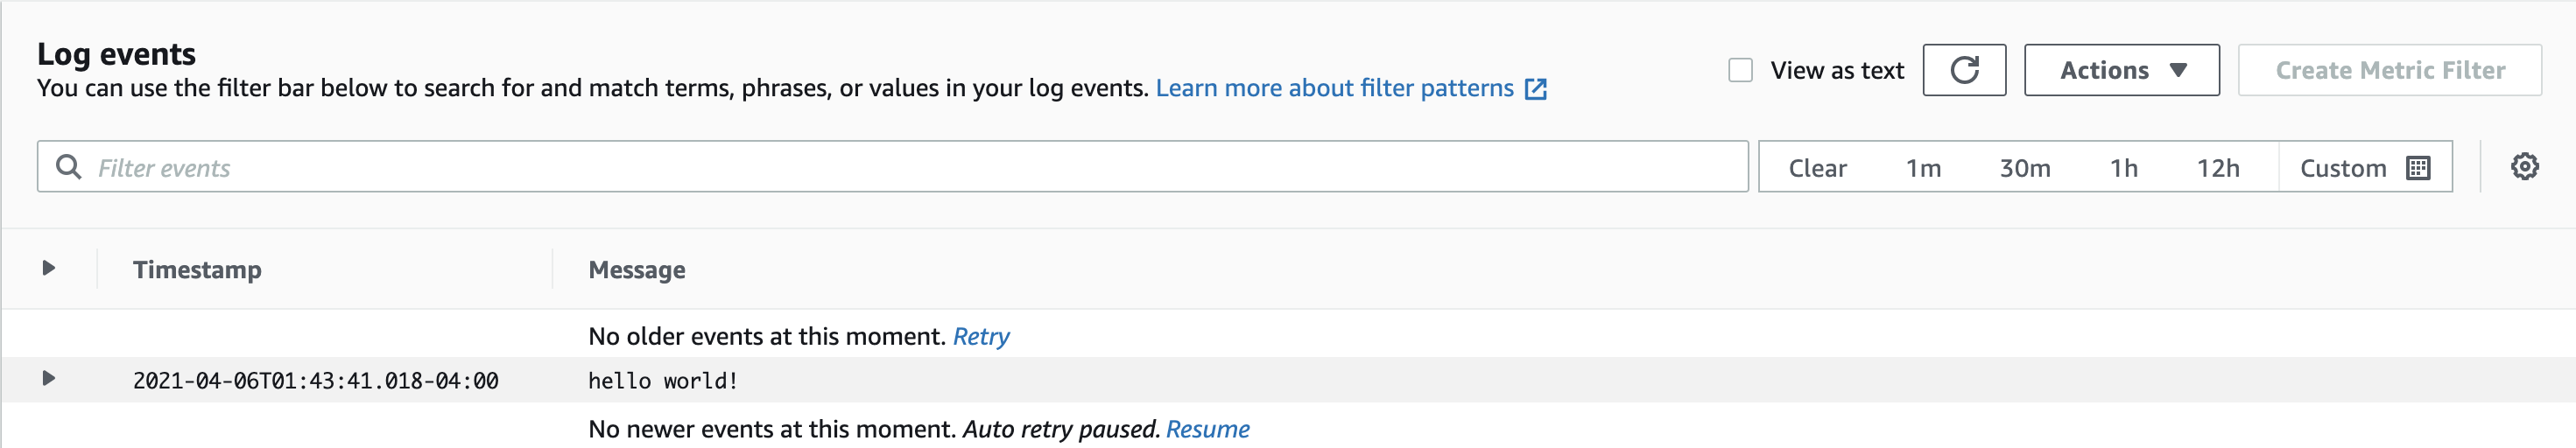 Log events
You can use the filter bar below to search for and match terms, phrases, or values in your log events. Learn more about filter patterns
View as text
Actions
Create Metric Filter
Filter events
Clear 1m 30m 1h 12h Custom
Timestamp Message
No older events at this moment. Retry
2021-04-06T01:43:41.018-04:00 hello world!
No newer events at this moment. Auto retry paused. Resume